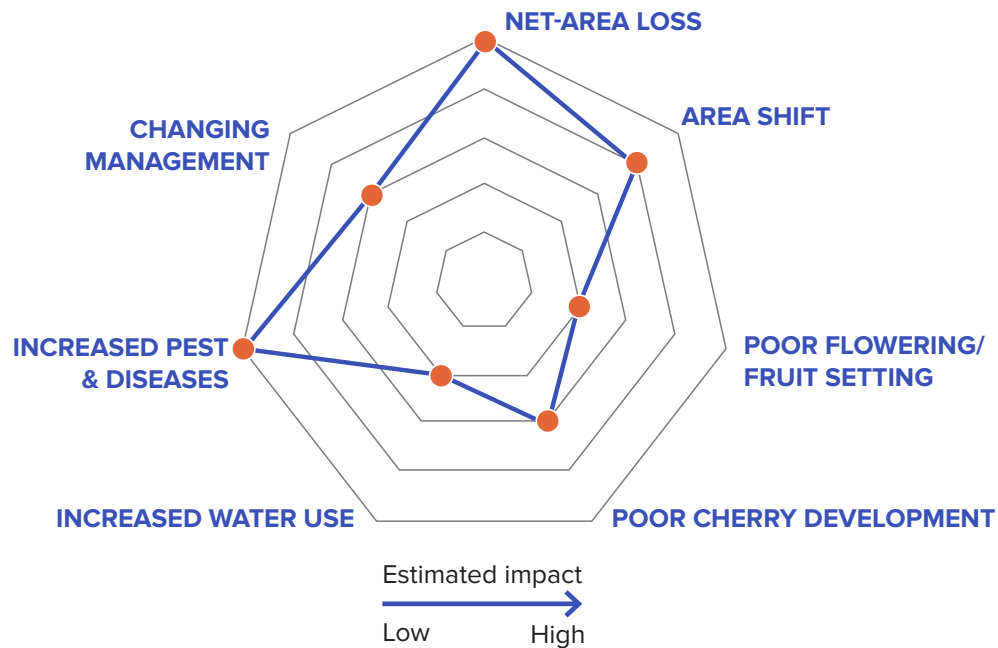 NET-AREA LOSS
AREA SHIFT
CHANGING
MANAGEMENT
INCREASED PEST
& DISEASES
POOR FLOWERING/
FRUIT SETTING
INCREASED WATER USE
POOR CHERRY DEVELOPMENT
Estimated impact
Low
High